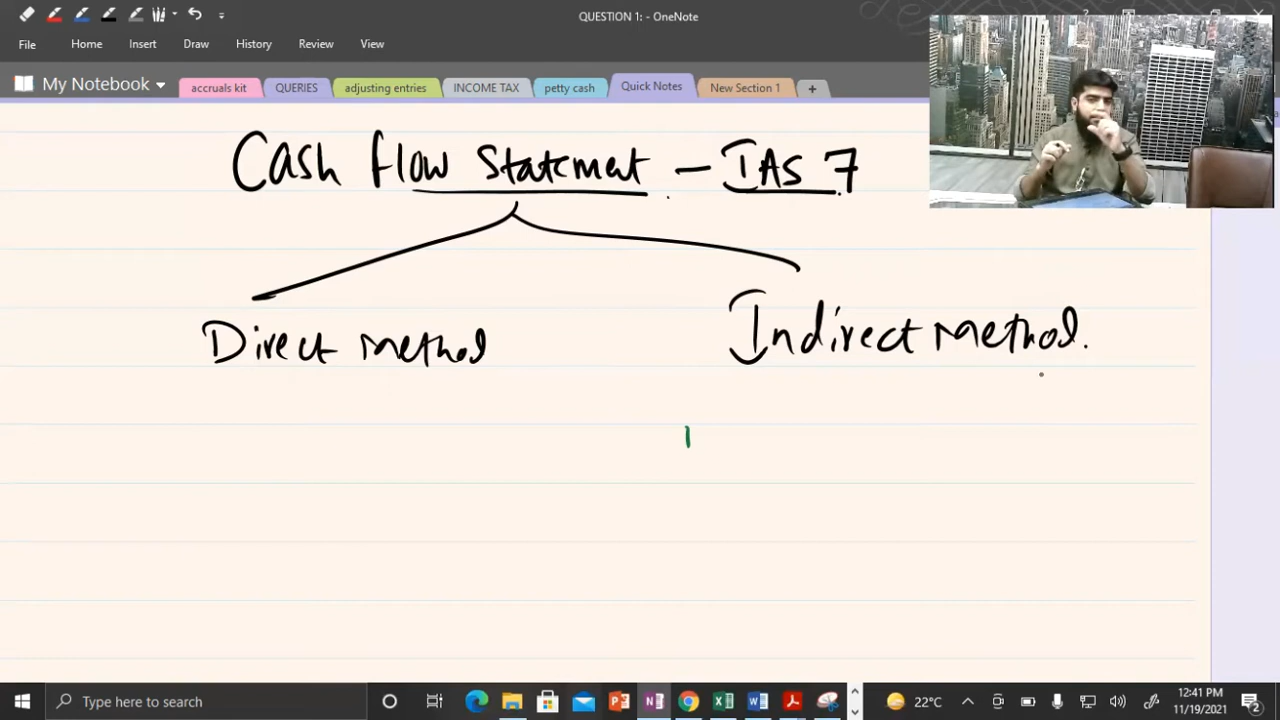 QUESTION 1: - OneNote
File Home Insert Draw History Review View
My Notebook accruals kit QUERIES adjusting entries INCOME TAX petty cash Quick Notes New Section 1 +
Cash flow Statement - IAS 7
Direct Method
Indirect Method.
Type here to search
22°C
12:41 PM
11/19/2021
2